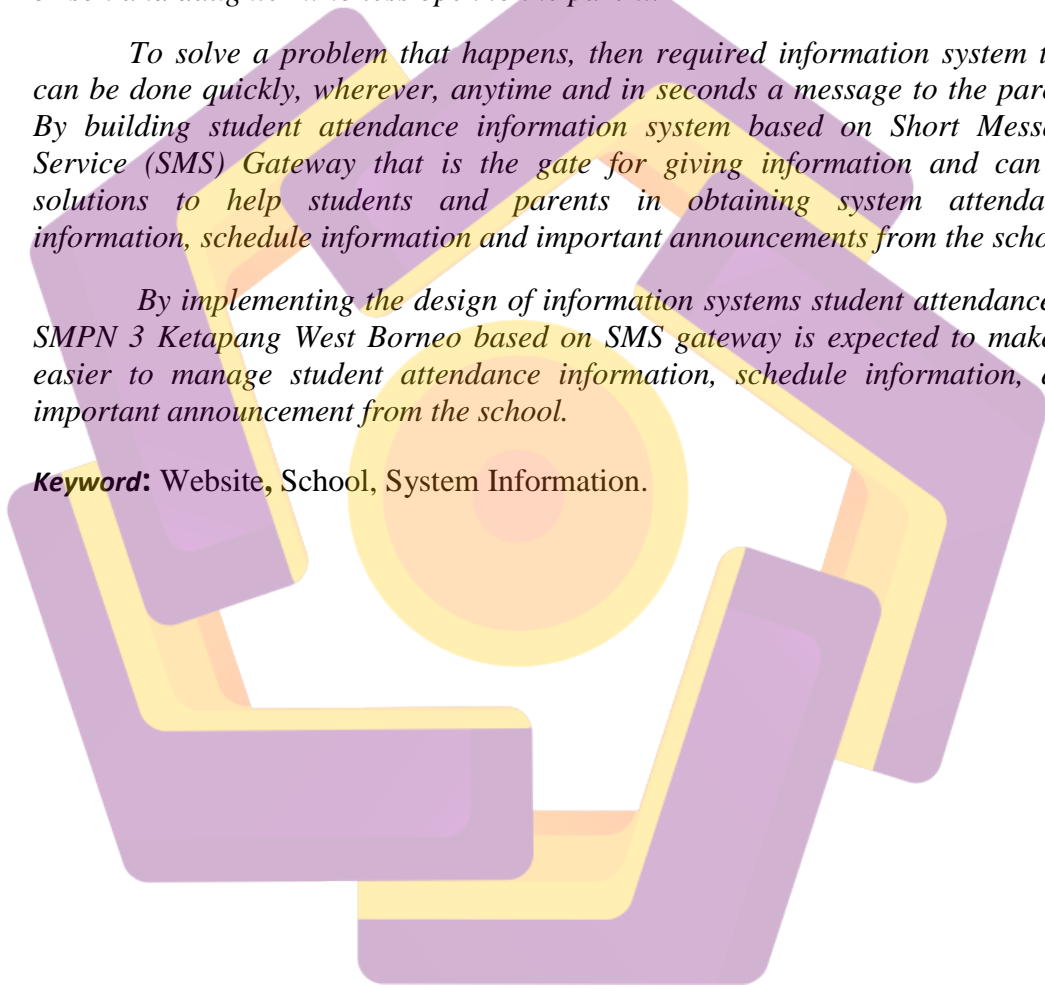 To solve a problem that happens, then required information system t
can be done quickly, wherever, anytime and in seconds a message to the pare
By building student attendance information system based on Short Messa
Service (SMS) Gateway that is the gate for giving information and can
solutions to help students and parents in obtaining system attenda
information, schedule information and important announcements from the scho
By implementing the design of information systems student attendance
SMPN 3 Ketapang West Borneo based on SMS gateway is expected to make
easier to manage student attendance information, schedule information, a
important announcement from the school.
Keyword: Website, School, System Information.